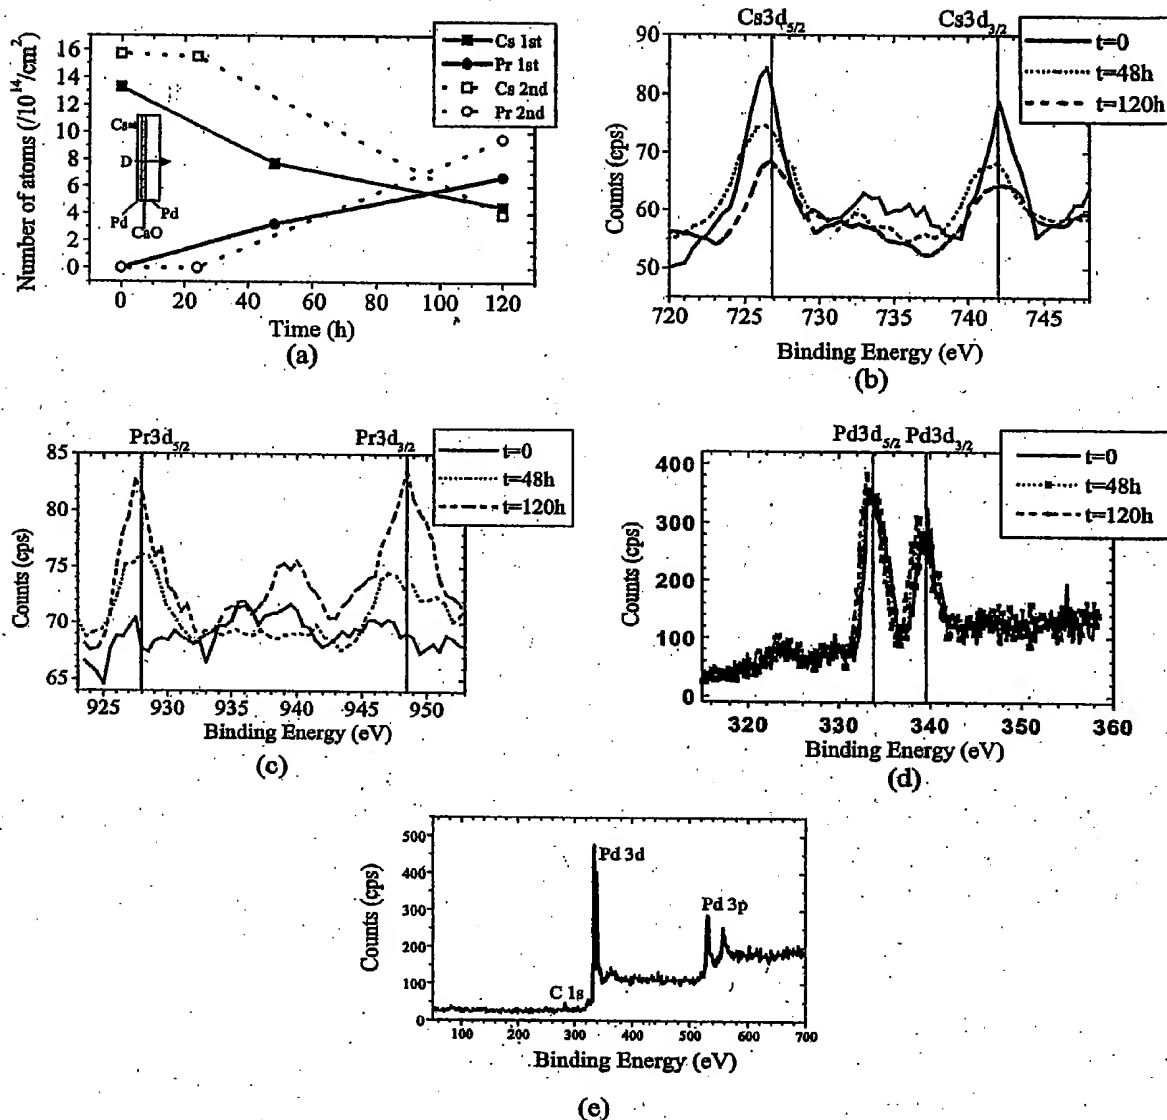 Number of atoms (/10¹⁴/cm²)
16
14
12
10
8
6
4
2
0
Cs 1st
Pr 1st
Cs 2nd
Pr 2nd
Cs
D
Pd
Pd
CaO
0 20 40 60 80 100 120
Time (h)
(a)
Cs3d5/2
Cs3d3/2
t=0
t=48h
t=120h
Counts (cps)
90
80
70
60
50
720 725 730 735 740 745
Binding Energy (eV)
(b)
Pr3d5/2
Pr3d3/2
t=0
t=48h
t=120h
Counts (cps)
85
80
75
70
65
925 930 935 940 945 950
Binding Energy (eV)
(c)
Pd3d5/2 Pd3d3/2
t=0
t=48h
t=120h
Counts (cps)
400
300
200
100
0
320 330 340 350 360
Binding Energy (eV)
(d)
Counts (cps)
500
400
300
200
100
0
Pd 3d
Pd 3p
C 1s
100 200 300 400 500 600 700
Binding Energy (eV)
(e)